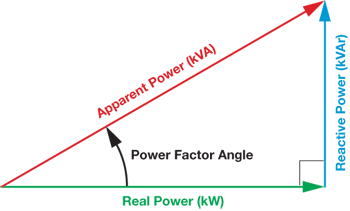 Apparent Power (kVA)
Reactive Power (kVAr)
Power Factor Angle
Real Power (kW)